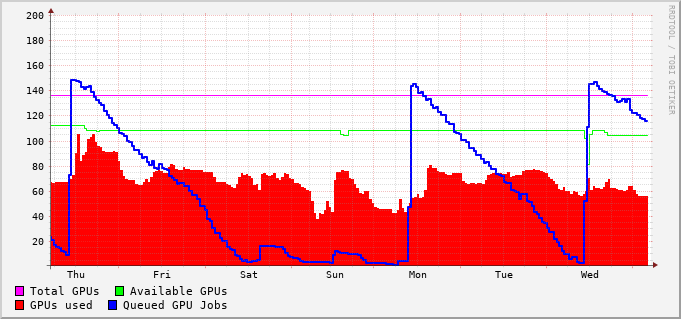 200
180
160
140
120
100
80
60
40
20
Thu Fri Sat Sun Mon Tue Wed
Total GPUs Available GPUs
GPUs used Queued GPU Jobs
RRDTOOL / TOBI OETIKER